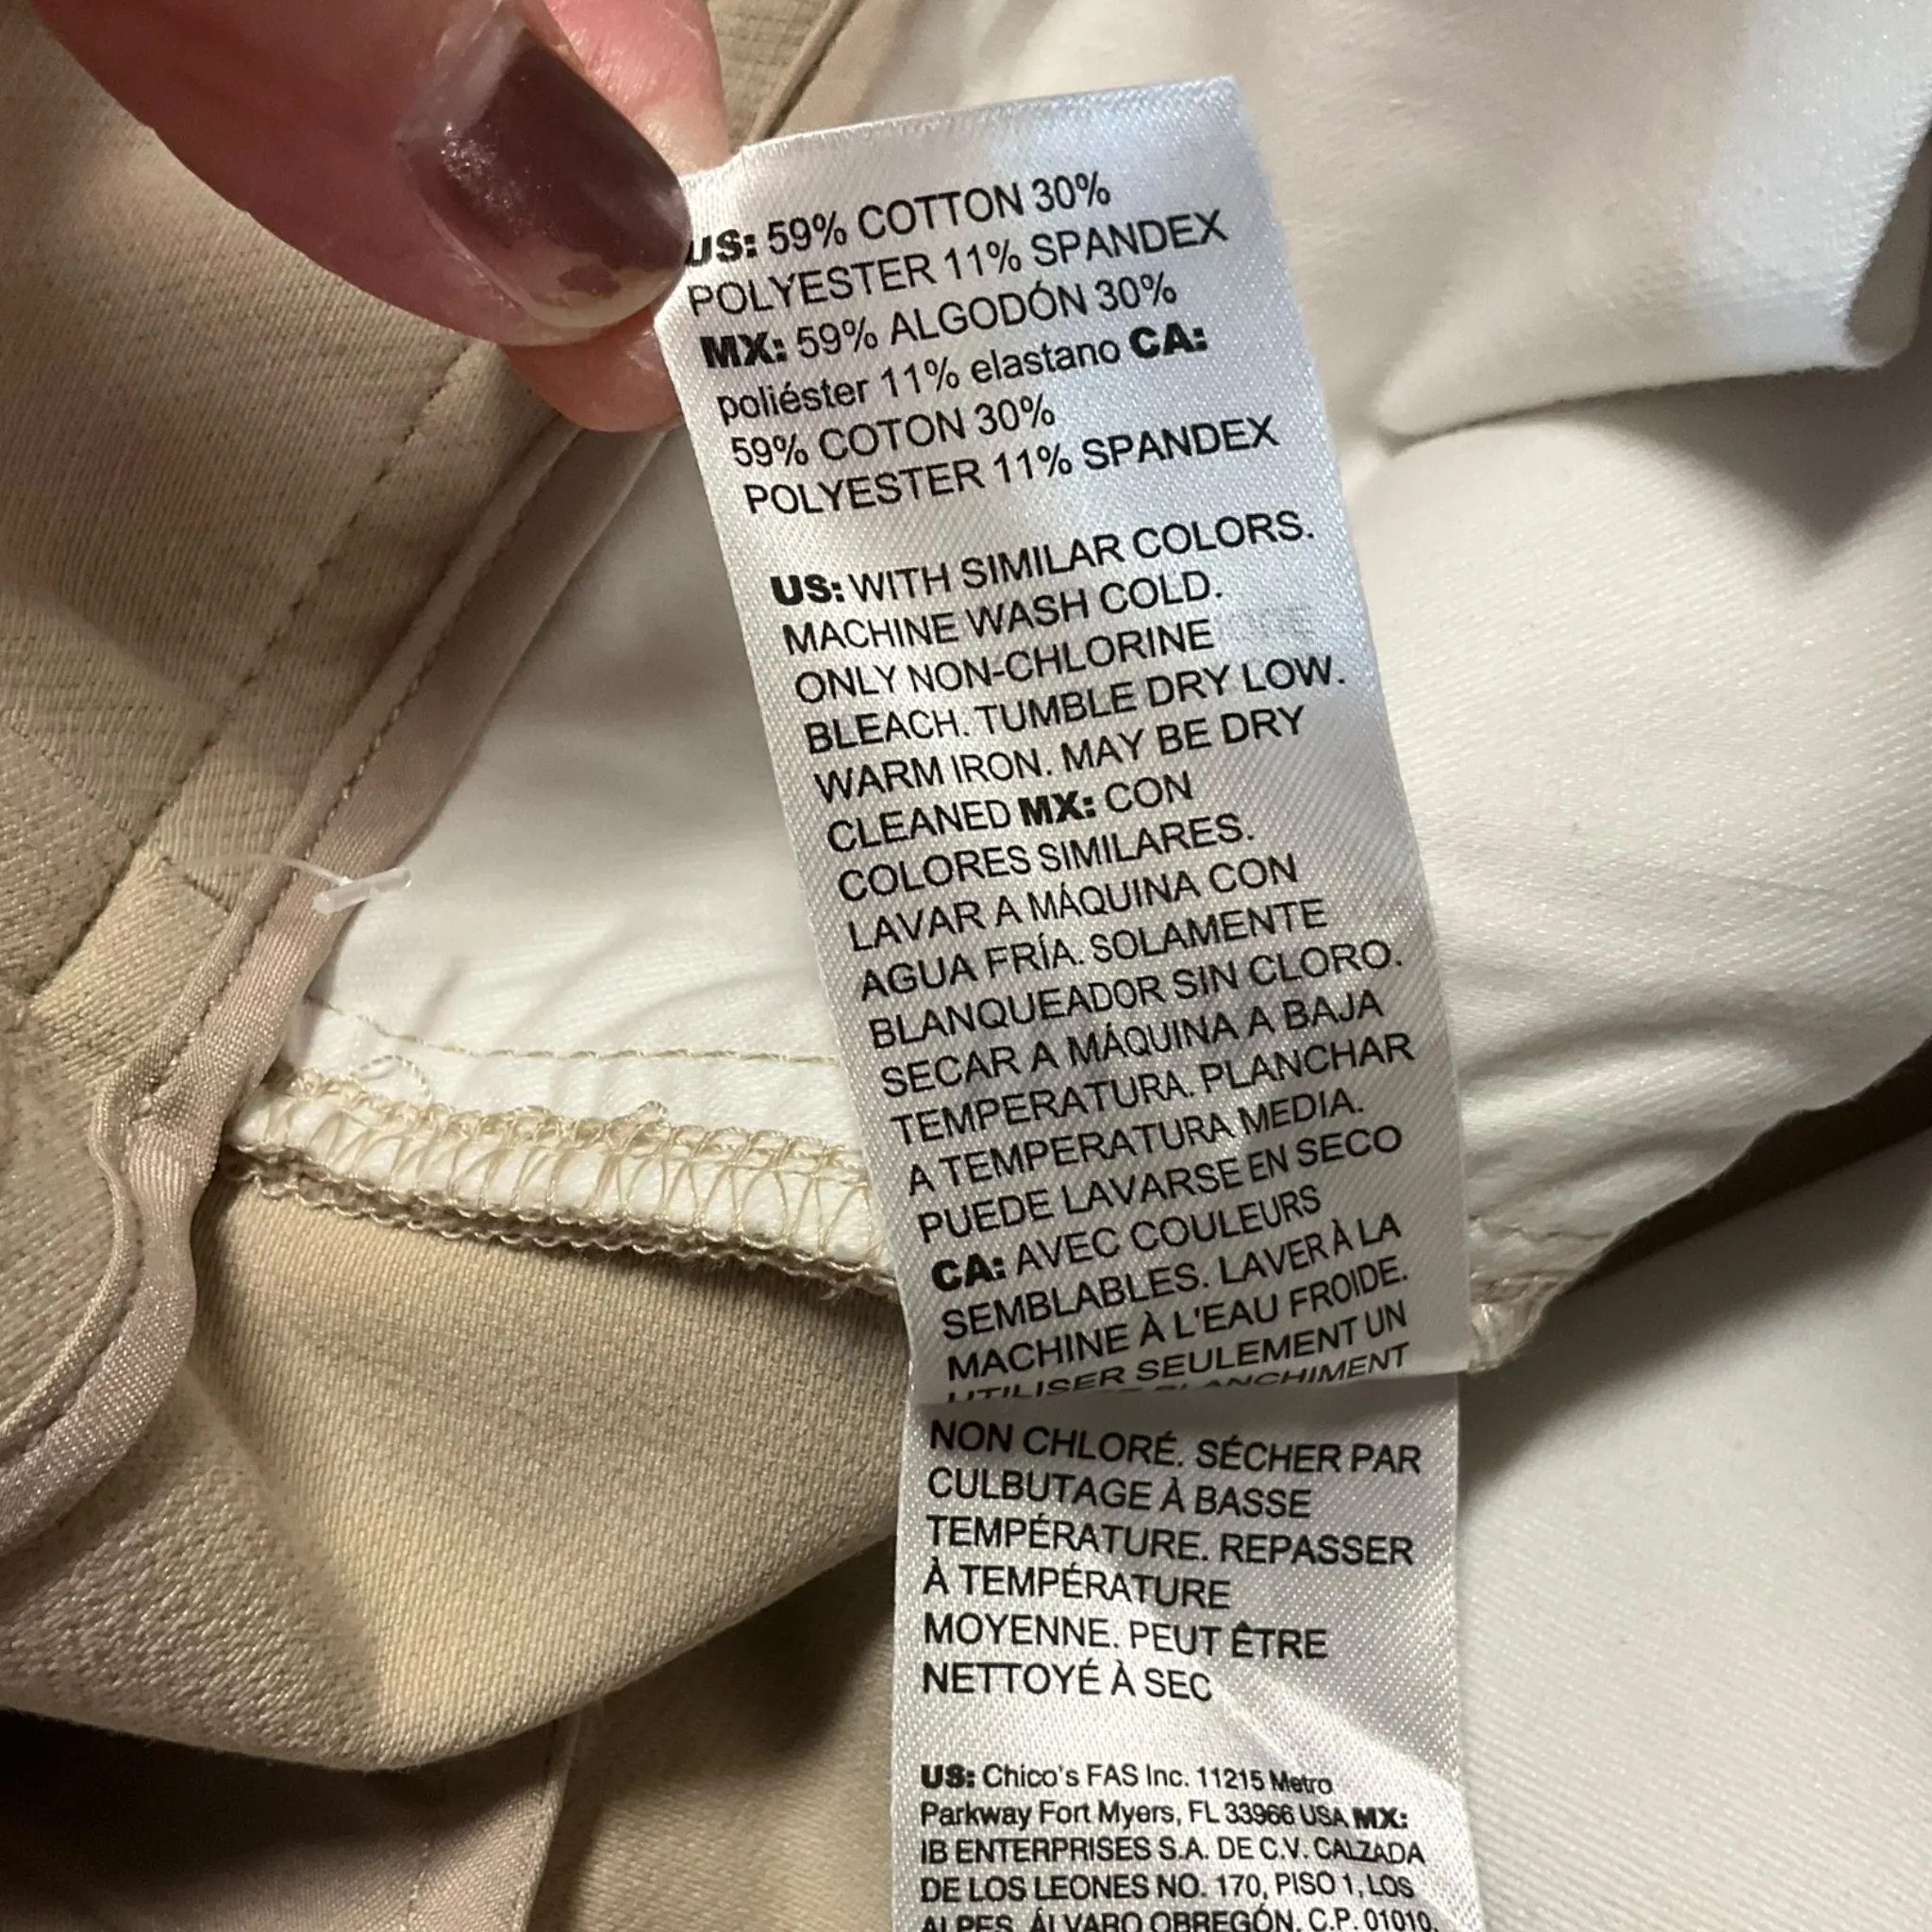 US: 59% COTTON 30%
POLYESTER 11% SPANDEX
MX: 59% ALGODÓN 30%
poliéster 11% elastano CA:
59% COTON 30%
POLYESTER 11% SPANDEX
US: WITH SIMILAR COLORS.
MACHINE WASH COLD.
ONLY NON-CHLORINE
BLEACH. TUMBLE DRY LOW.
WARM IRON. MAY BE DRY
CLEANED MX: CON
COLORES SIMILARES.
LAVAR A MÁQUINA CON
AGUA FRÍA. SOLAMENTE
BLANQUEADOR SIN CLORO.
SECAR A MÁQUINA A BAJA
TEMPERATURA. PLANCHAR
A TEMPERATURA MEDIA.
PUEDE LAVARSE EN SECO
CA: AVEC COULEURS
SEMBLABLES. LAVER À LA
MACHINE À L'EAU FROIDE.
UTILISER SEULEMENT UN
BLANCHIMENT
NON CHLORÉ. SÉCHER PAR
CULBUTAGE À BASSE
TEMPÉRATURE. REPASSER
À TEMPÉRATURE
MOYENNE. PEUT ÊTRE
NETTOYÉ À SEC
US: Chico's FAS Inc. 11215 Metro
Parkway Fort Myers, FL 33966 USA MX:
IB ENTERPRISES S.A. DE C.V. CALZADA
DE LOS LEONES NO. 170, PISO 1, LOS
ALPES, ÁLVARO OBREGÓN, C.P. 01010,